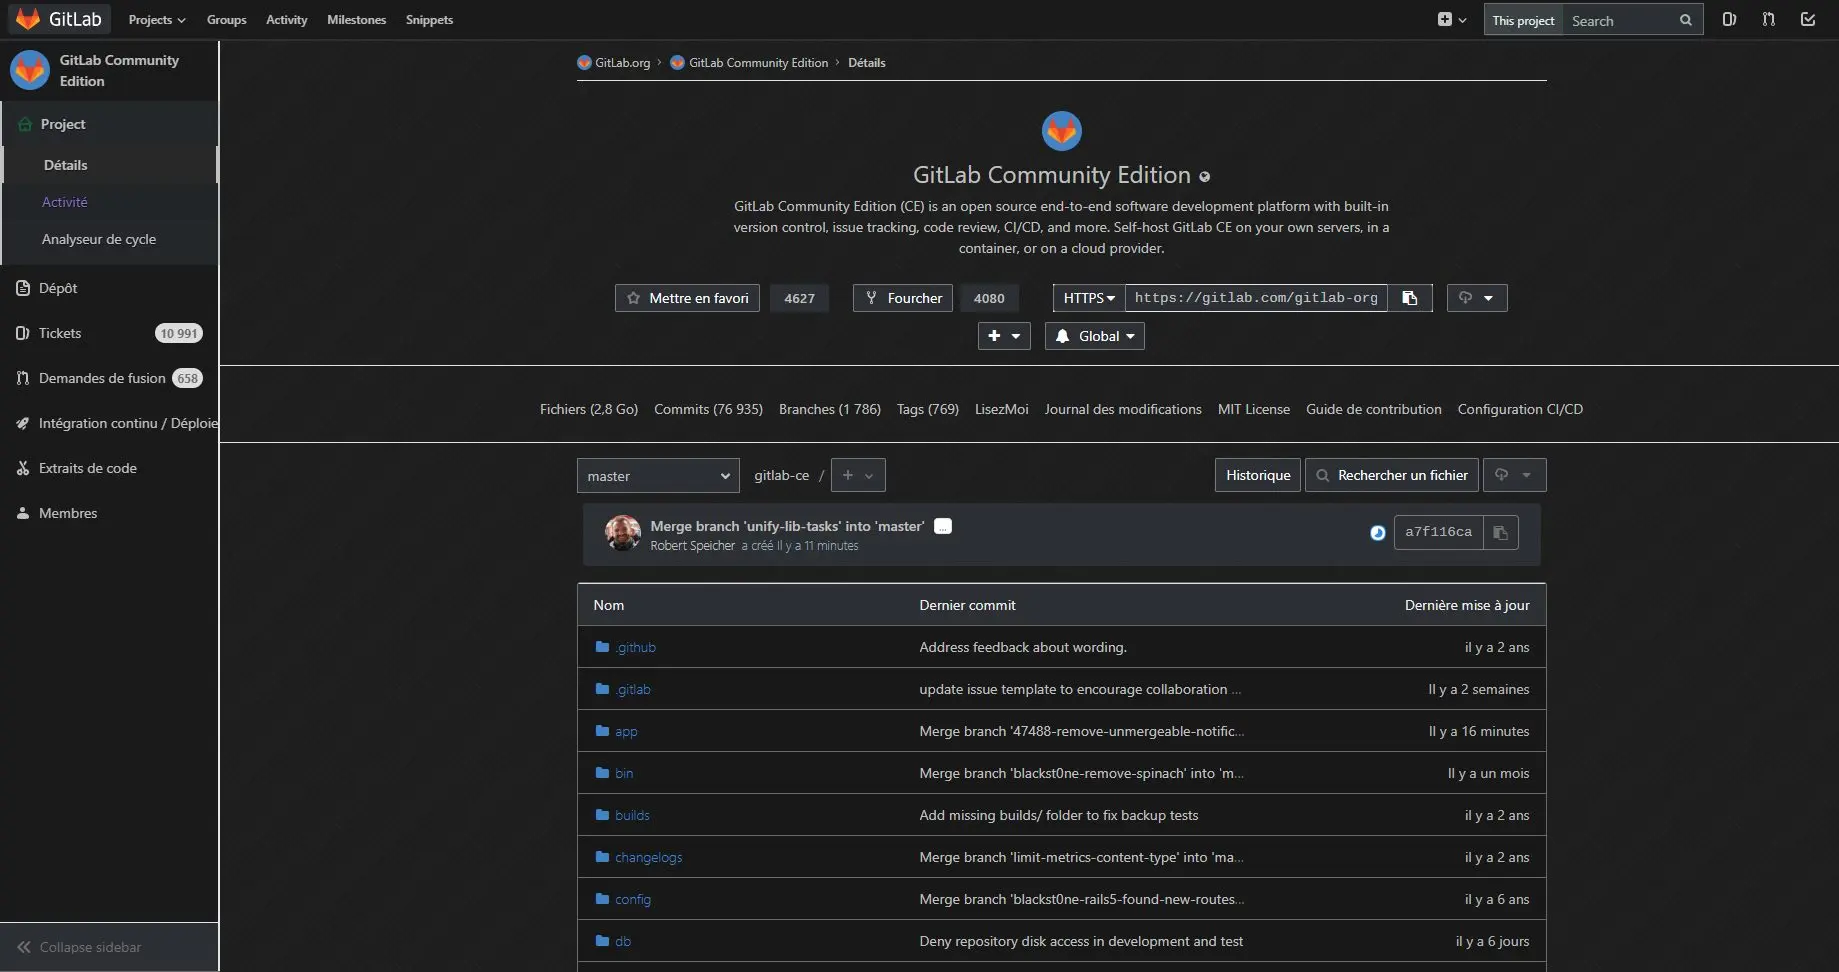 GitLab Projects Groups Activity Milestones Snippets This project Search
GitLab Community
Edition
Project
Détails
Activité
Analyseur de cycle
Dépôt
Tickets 10 991
Demandes de fusion 658
Intégration continu / Déploie
Extraits de code
Membres
Collapse sidebar
GitLab.org › GitLab Community Edition › Détails
GitLab Community Edition
GitLab Community Edition (CE) is an open source end-to-end software development platform with built-in
version control, issue tracking, code review, CI/CD, and more. Self-host GitLab CE on your own servers, in a
container, or on a cloud provider.
Mettre en favori 4627 Fourcher 4080 HTTPS https://gitlab.com/gitlab-org
Global
Fichiers (2,8 Go) Commits (76 935) Branches (1 786) Tags (769) LisezMoi Journal des modifications MIT License Guide de contribution Configuration CI/CD
master gitlab-ce / + Historique Rechercher un fichier
Merge branch 'unify-lib-tasks' into 'master' ...
Robert Speicher a créé Il y a 11 minutes
a7f116ca
Nom Dernier commit Dernière mise à jour
.github Address feedback about wording. il y a 2 ans
.gitlab update issue template to encourage collaboration ... Il y a 2 semaines
app Merge branch '47488-remove-unmergeable-notific... Il y a 16 minutes
bin Merge branch 'blackst0ne-remove-spinach' into 'm... Il y a un mois
builds Add missing builds/ folder to fix backup tests il y a 2 ans
changelogs Merge branch 'limit-metrics-content-type' into 'ma... il y a 2 ans
config Merge branch 'blackst0ne-rails5-found-new-routes... il y a 6 ans
db Deny repository disk access in development and test il y a 6 jours